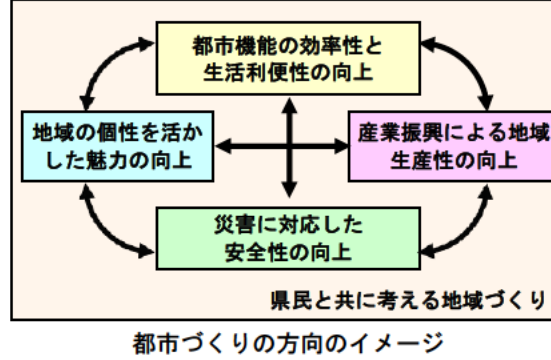 都市機能の効率性と
生活利便性の向上
地域の個性を活か
した魅力の向上
産業振興による地域
生産性の向上
災害に対応した
安全性の向上
県民と共に考える地域づくり
都市づくりの方向のイメージ